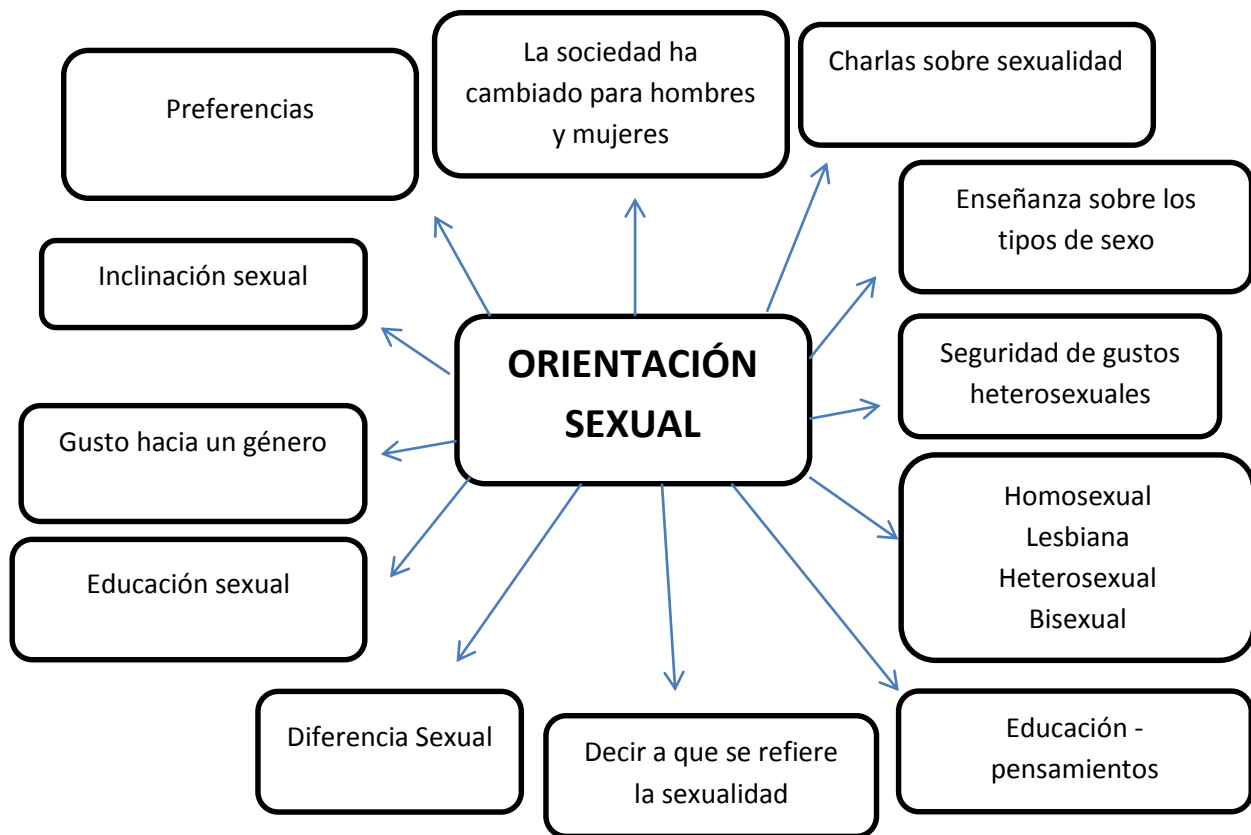 Preferencias
La sociedad ha
cambiado para hombres
y mujeres
Charlas sobre sexualidad
Enseñanza sobre los
tipos de sexo
Inclinación sexual
ORIENTACIÓN
SEXUAL
Seguridad de gustos
heterosexuales
Gusto hacia un género
Homosexual
Lesbiana
Heterosexual
Bisexual
Educación sexual
Diferencia Sexual
Decir a que se refiere
la sexualidad
Educación -
pensamientos